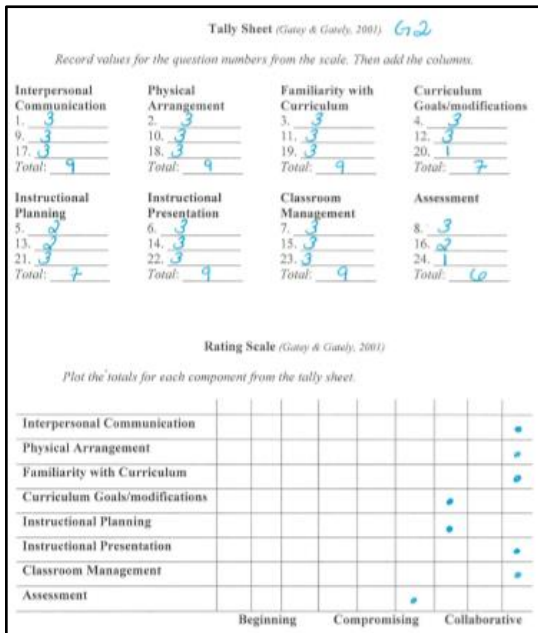 Tally Sheet (Gatey & Gately, 2001) G2
Record values for the question numbers from the scale. Then add the columns.
Interpersonal Communication
1. 3
9. 3
17. 3
Total: 9
Physical Arrangement
2. 3
10. 3
18. 3
Total: 9
Familiarity with Curriculum
3. 3
11. 3
19. 3
Total: 9
Curriculum Goals/modifications
4. 3
12. 3
20. 1
Total: 7
Instructional Planning
5. 2
13. 2
21. 3
Total: 7
Instructional Presentation
6. 3
14. 3
22. 3
Total: 9
Classroom Management
7. 3
15. 3
23. 3
Total: 9
Assessment
8. 3
16. 2
24. 1
Total: 6
Rating Scale (Gatey & Gately, 2001)
Plot the totals for each component from the tally sheet.
Interpersonal Communication
Physical Arrangement
Familiarity with Curriculum
Curriculum Goals/modifications
Instructional Planning
Instructional Presentation
Classroom Management
Assessment
Beginning Compromising Collaborative